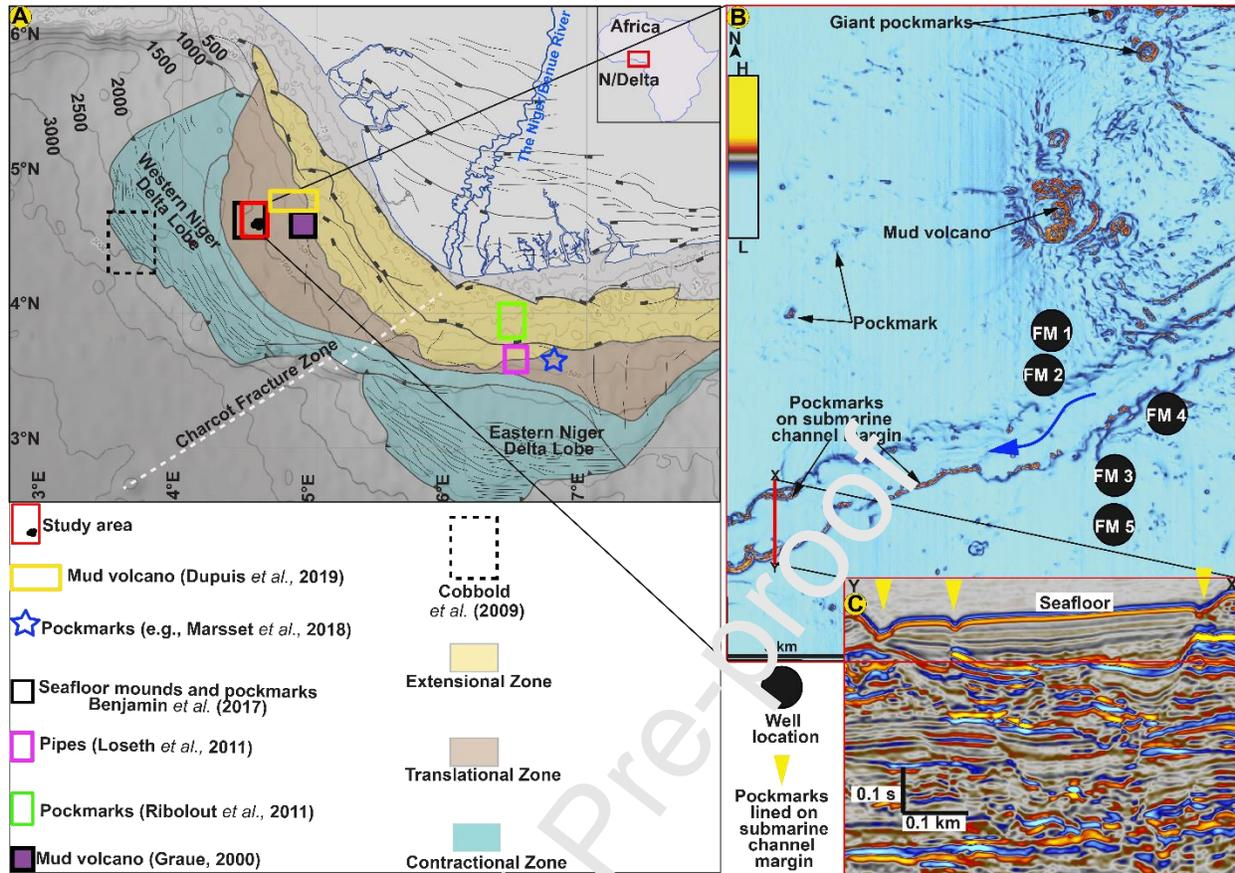 A
6°N
5°N
4°N
3°N
3°E
4°E
5°E
6°E
7°E
500
1000
1500
2000
2500
3000
Western Niger
Delta Lobe
Charcot Fracture Zone
Eastern Niger
Delta Lobe
The Niger/Benue River
Africa
N/Delta
Study area
Mud volcano (Dupuis et al., 2019)
Pockmarks (e.g., Marsset et al., 2018)
Seafloor mounds and pockmarks
Benjamin et al. (2017)
Pipes (Loseth et al., 2011)
Pockmarks (Ribolout et al., 2011)
Mud volcano (Graue, 2000)
Cobbold
et al. (2009)
Extensional Zone
Translational Zone
Contractional Zone
B
N
H
L
Giant pockmarks
Mud volcano
Pockmark
Pockmarks
on submarine
channel margin
FM 1
FM 2
FM 4
FM 3
FM 5
X
Y
km
Well
location
Pockmarks
lined on
submarine
channel
margin
Y
X
C
Seafloor
0.1 s
0.1 km
Pre-proof